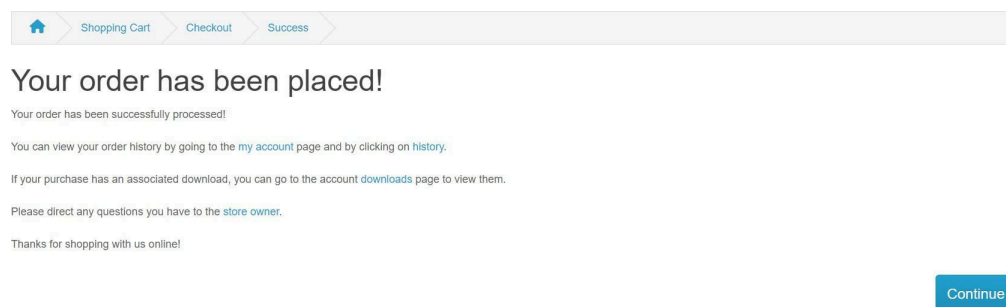 Shopping Cart Checkout Success
Your order has been placed!
Your order has been successfully processed!
You can view your order history by going to the my account page and by clicking on history.
If your purchase has an associated download, you can go to the account downloads page to view them.
Please direct any questions you have to the store owner.
Thanks for shopping with us online!
Continue